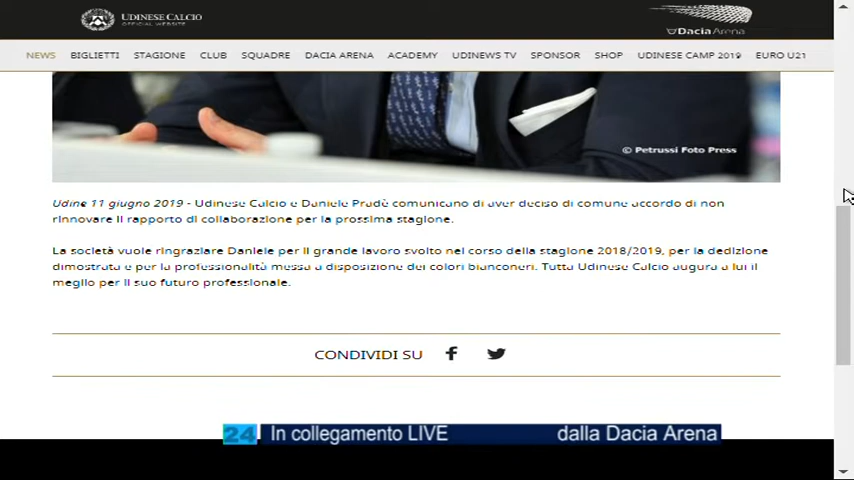 UDINESE CALCIO
OFFICIAL WEBSITE
Dacia Arena
NEWS BIGLIETTI STAGIONE CLUB SQUADRE DACIA ARENA ACADEMY UDINEWS TV SPONSOR SHOP UDINESE CAMP 2019 EURO U21
© Petrussi Foto Press
Udine 11 giugno 2019 - Udinese Calcio e Daniele Pradè comunicano di aver deciso di comune accordo di non
rinnovare il rapporto di collaborazione per la prossima stagione.
La società vuole ringraziare Daniele per il grande lavoro svolto nel corso della stagione 2018/2019, per la dedizione
dimostrata e per la professionalità messa a disposizione dei colori bianconeri. Tutta Udinese Calcio augura a lui il
meglio per il suo futuro professionale.
CONDIVIDI SU
24 In collegamento LIVE dalla Dacia Arena